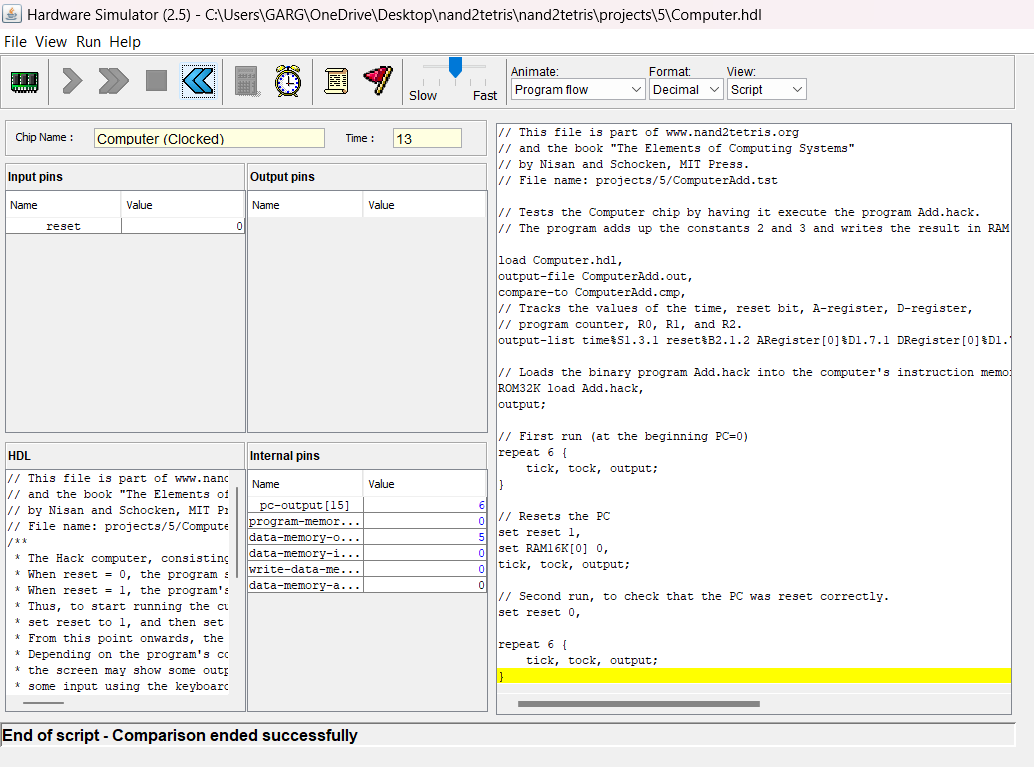 Hardware Simulator (2.5) - C:\Users\GARG\OneDrive\Desktop\nand2tetris\nand2tetris\projects\5\Computer.hdl
File View Run Help
Slow Fast
Animate: Format: View:
Program flow Decimal Script
Chip Name : Computer (Clocked) Time : 13
Input pins
Name Value
reset 0
Output pins
Name Value
HDL
// This file is part of www.nand
// and the book "The Elements of
// by Nisan and Schocken, MIT Pr
// File name: projects/5/Compute
/**
* The Hack computer, consisting
* When reset = 0, the program s
* When reset = 1, the program's
* Thus, to start running the cu
* set reset to 1, and then set
* From this point onwards, the
* Depending on the program's co
* the screen may show some outp
* some input using the keyboard
Internal pins
Name Value
pc-output[15] 6
program-memor... 0
data-memory-o... 5
data-memory-i... 0
write-data-me... 0
data-memory-a... 0
// This file is part of www.nand2tetris.org
// and the book "The Elements of Computing Systems"
// by Nisan and Schocken, MIT Press.
// File name: projects/5/ComputerAdd.tst
// Tests the Computer chip by having it execute the program Add.hack.
// The program adds up the constants 2 and 3 and writes the result in RAM
load Computer.hdl,
output-file ComputerAdd.out,
compare-to ComputerAdd.cmp,
// Tracks the values of the time, reset bit, A-register, D-register,
// program counter, R0, R1, and R2.
output-list time%S1.3.1 reset%B2.1.2 ARegister[0]%D1.7.1 DRegister[0]%D1.
// Loads the binary program Add.hack into the computer's instruction memo
ROM32K load Add.hack,
output;
// First run (at the beginning PC=0)
repeat 6 {
tick, tock, output;
}
// Resets the PC
set reset 1,
set RAM16K[0] 0,
tick, tock, output;
// Second run, to check that the PC was reset correctly.
set reset 0,
repeat 6 {
tick, tock, output;
}
End of script - Comparison ended successfully